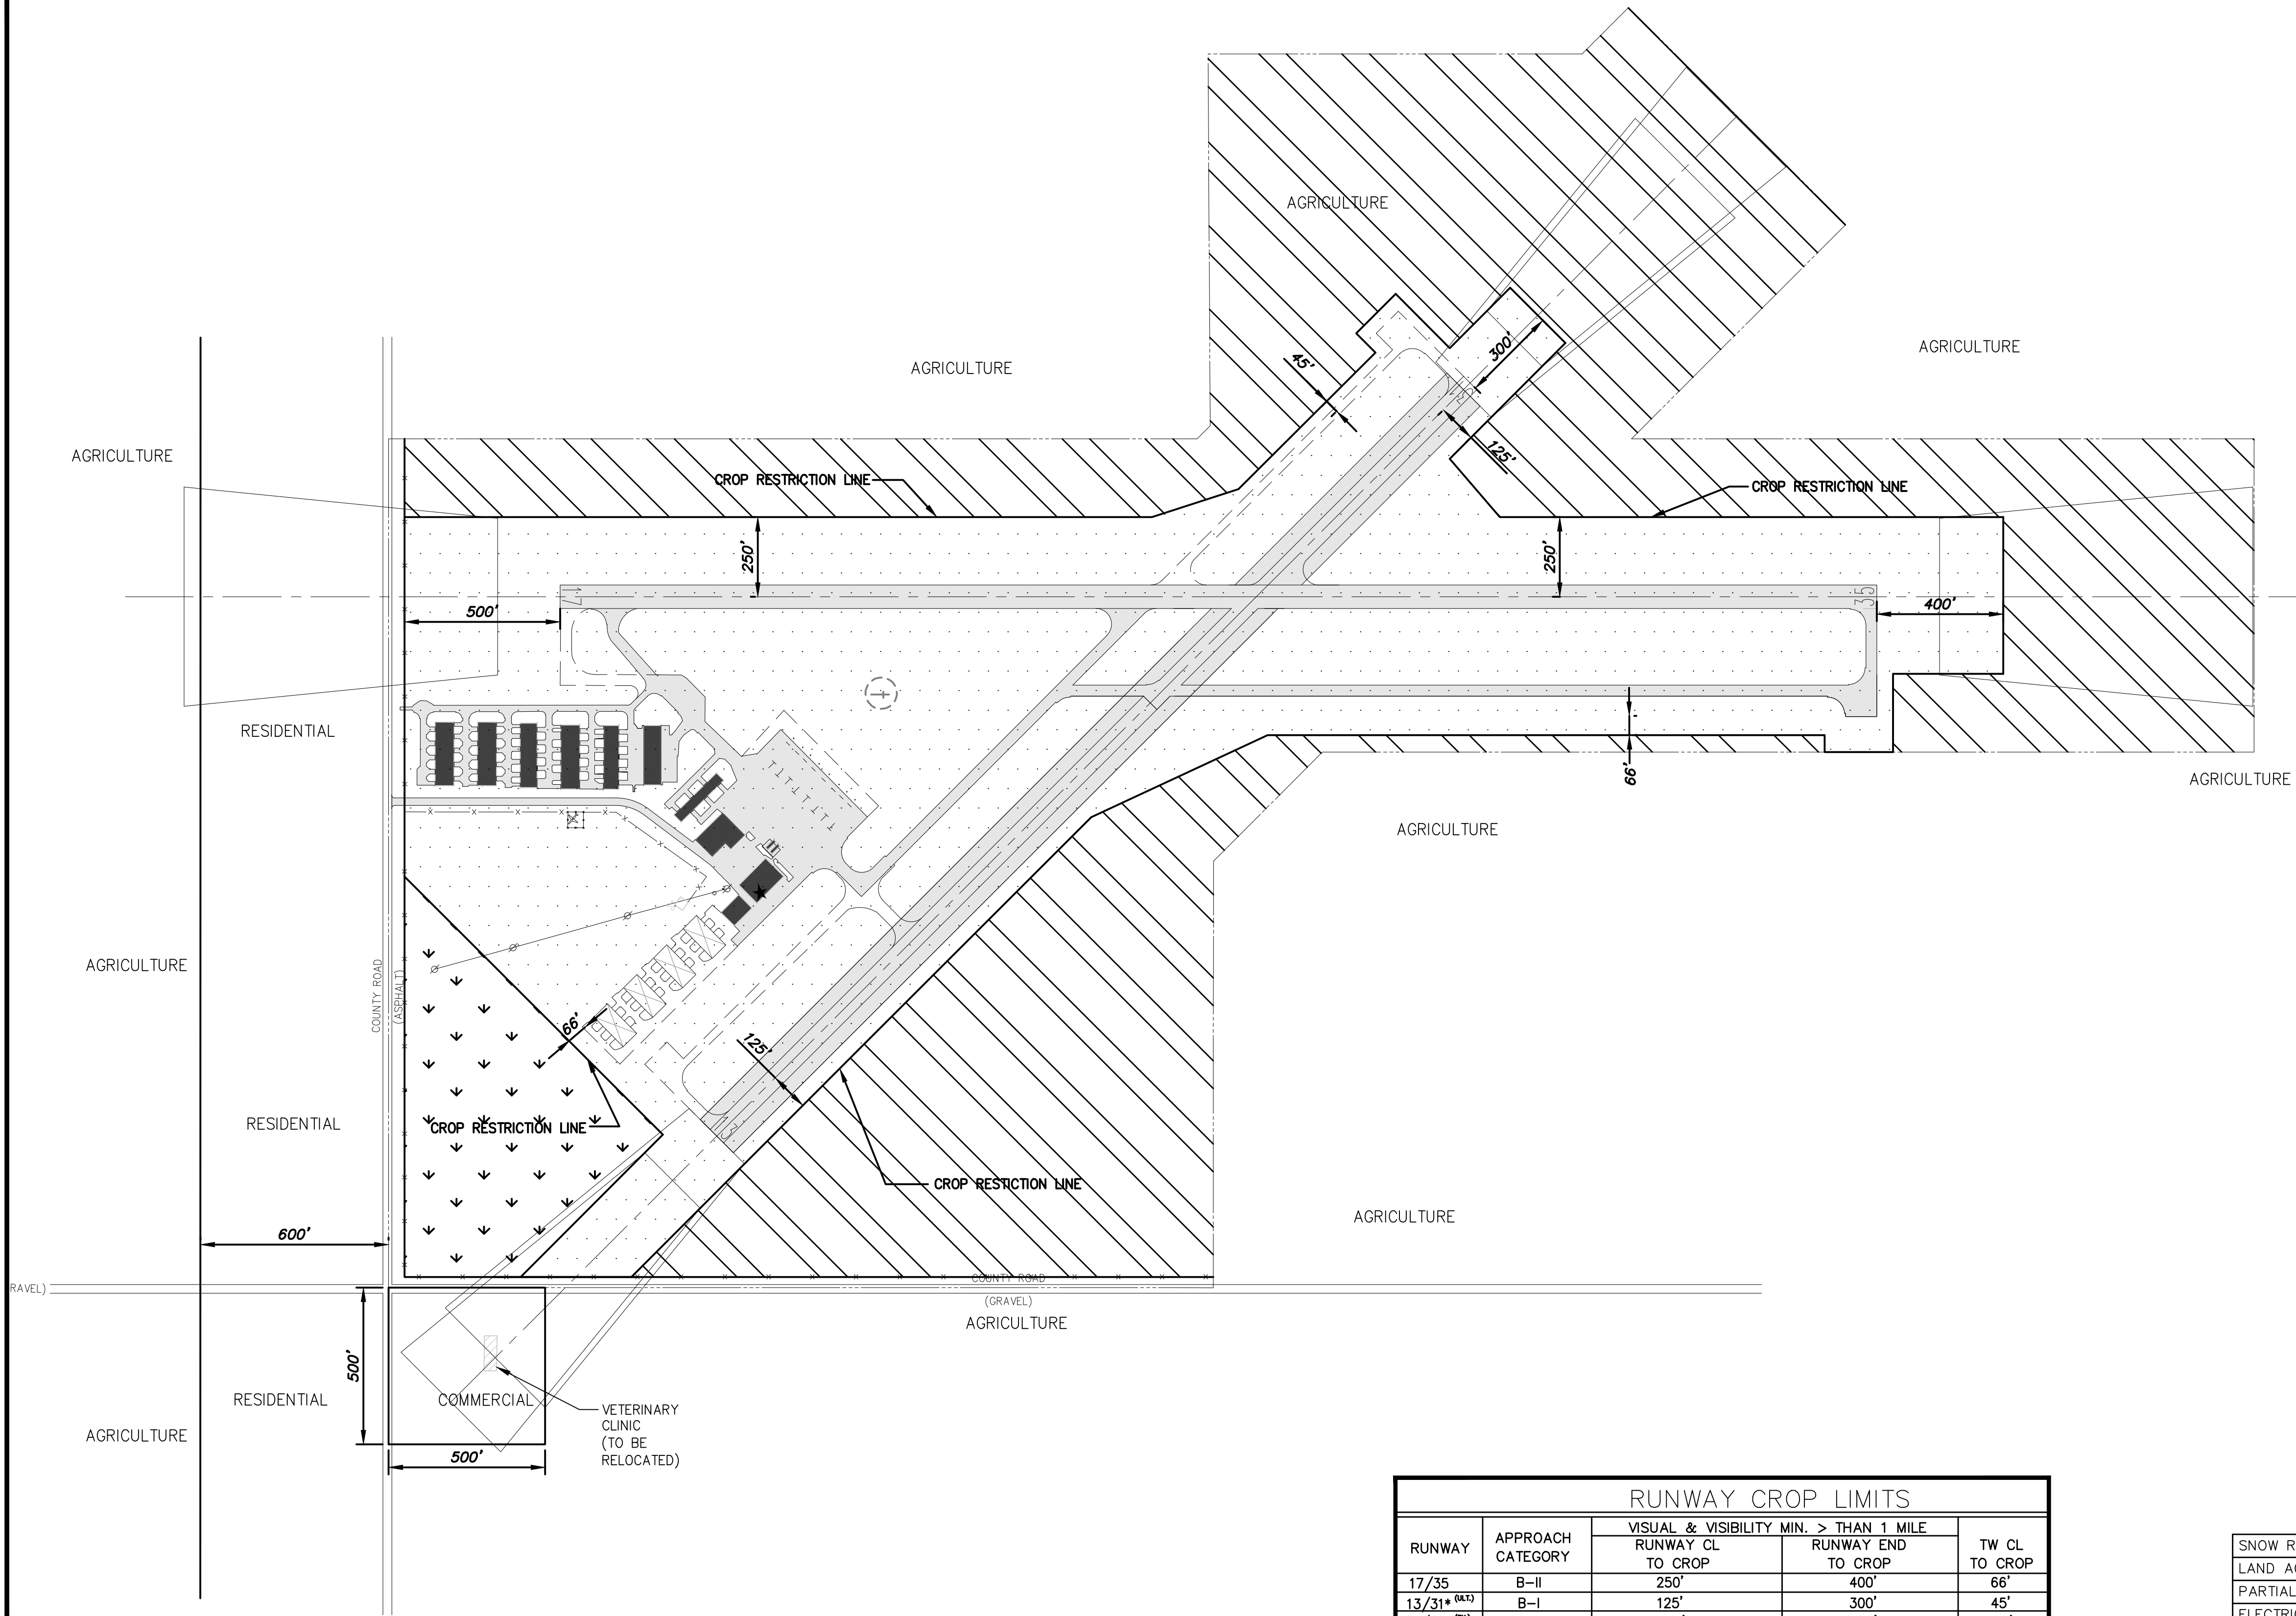 AGRICULTURE
AGRICULTURE
AGRICULTURE
AGRICULTURE
45'
300'
125'
CROP RESTRICTION LINE
CROP RESTRICTION LINE
250'
250'
17
35
500'
400'
RESIDENTIAL
66'
AGRICULTURE
AGRICULTURE
AGRICULTURE
COUNTY ROAD
(ASPHALT)
66'
125'
RESIDENTIAL
CROP RESTRICTION LINE
13
CROP RESTICTION LINE
AGRICULTURE
600'
COUNTY ROAD
RAVEL)
(GRAVEL)
AGRICULTURE
500'
RESIDENTIAL
COMMERCIAL
VETERINARY
CLINIC
(TO BE
RELOCATED)
AGRICULTURE
500'
RUNWAY CROP LIMITS
RUNWAY
APPROACH
CATEGORY
VISUAL & VISIBILITY MIN. > THAN 1 MILE
RUNWAY CL
TO CROP
RUNWAY END
TO CROP
TW CL
TO CROP
17/35 B-II 250' 400' 66'
13/31* (ULT.) B-I 125' 300' 45'
SNOW R
LAND A
PARTIAL